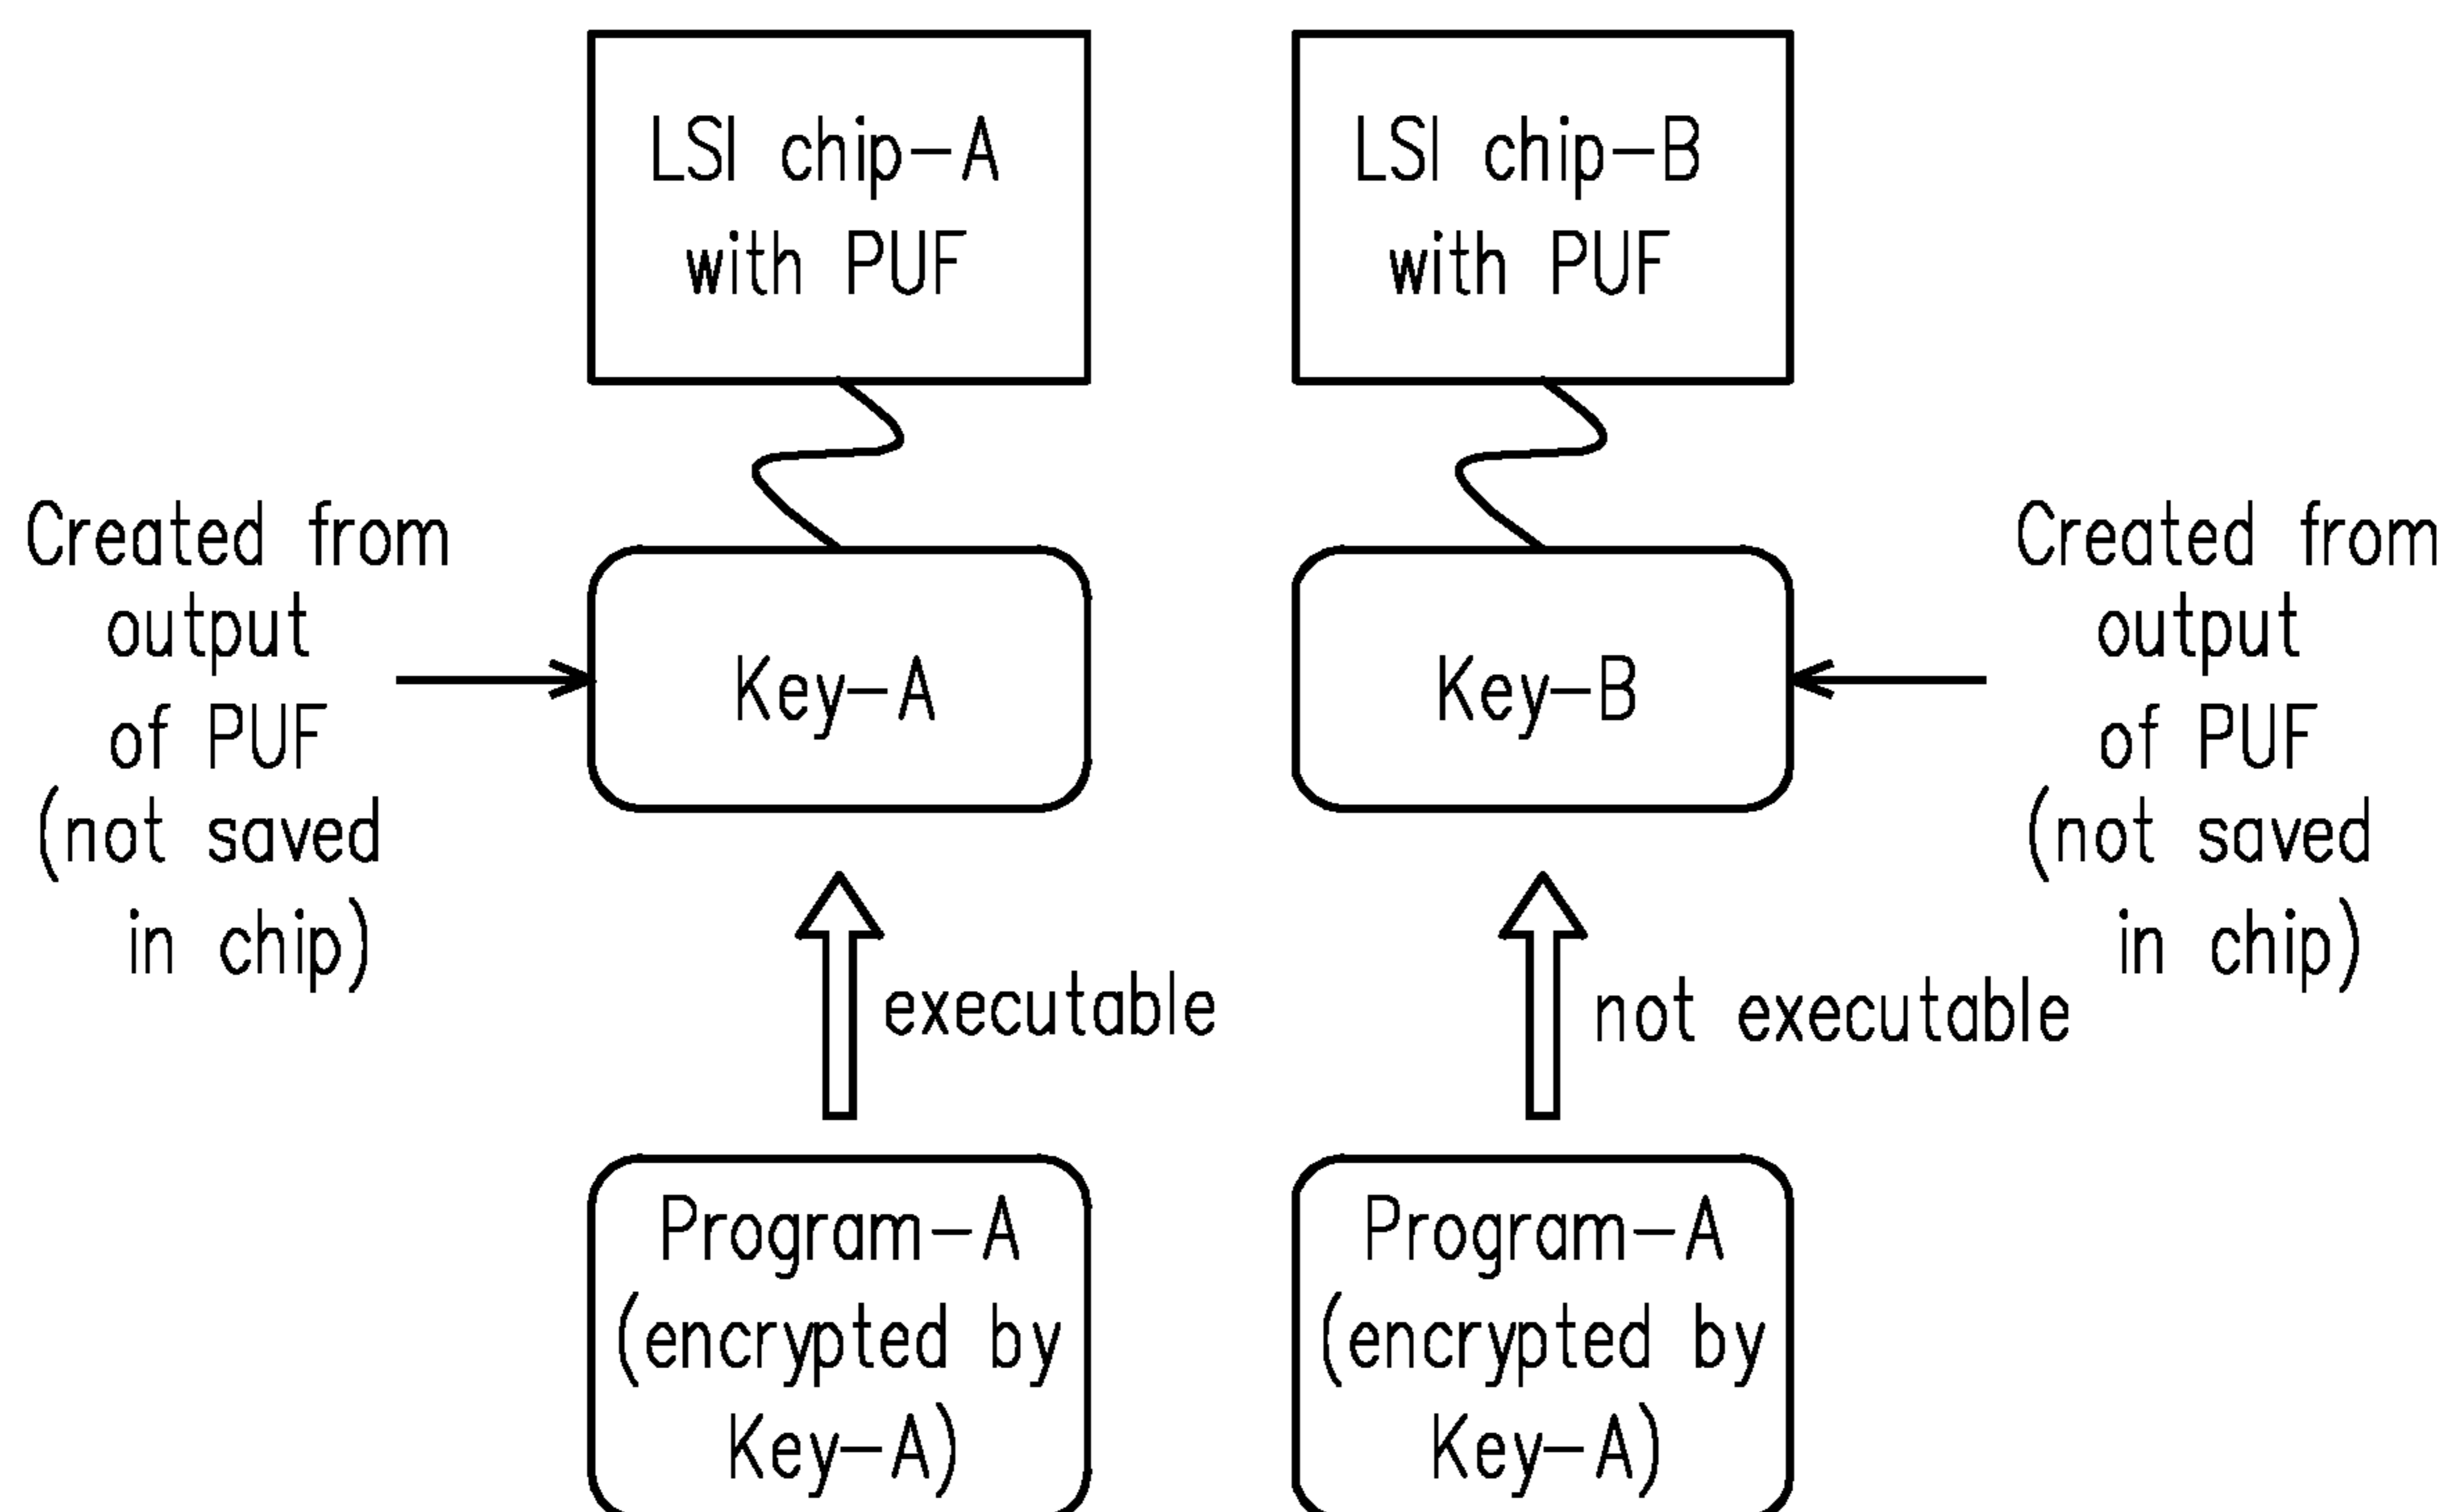 LSI chip-A
with PUF
LSI chip-B
with PUF
Created from
output
of PUF
(not saved
in chip)
Key-A
Key-B
Created from
output
of PUF
(not saved
in chip)
executable
not executable
Program-A
(encrypted by
Key-A)
Program-A
(encrypted by
Key-A)